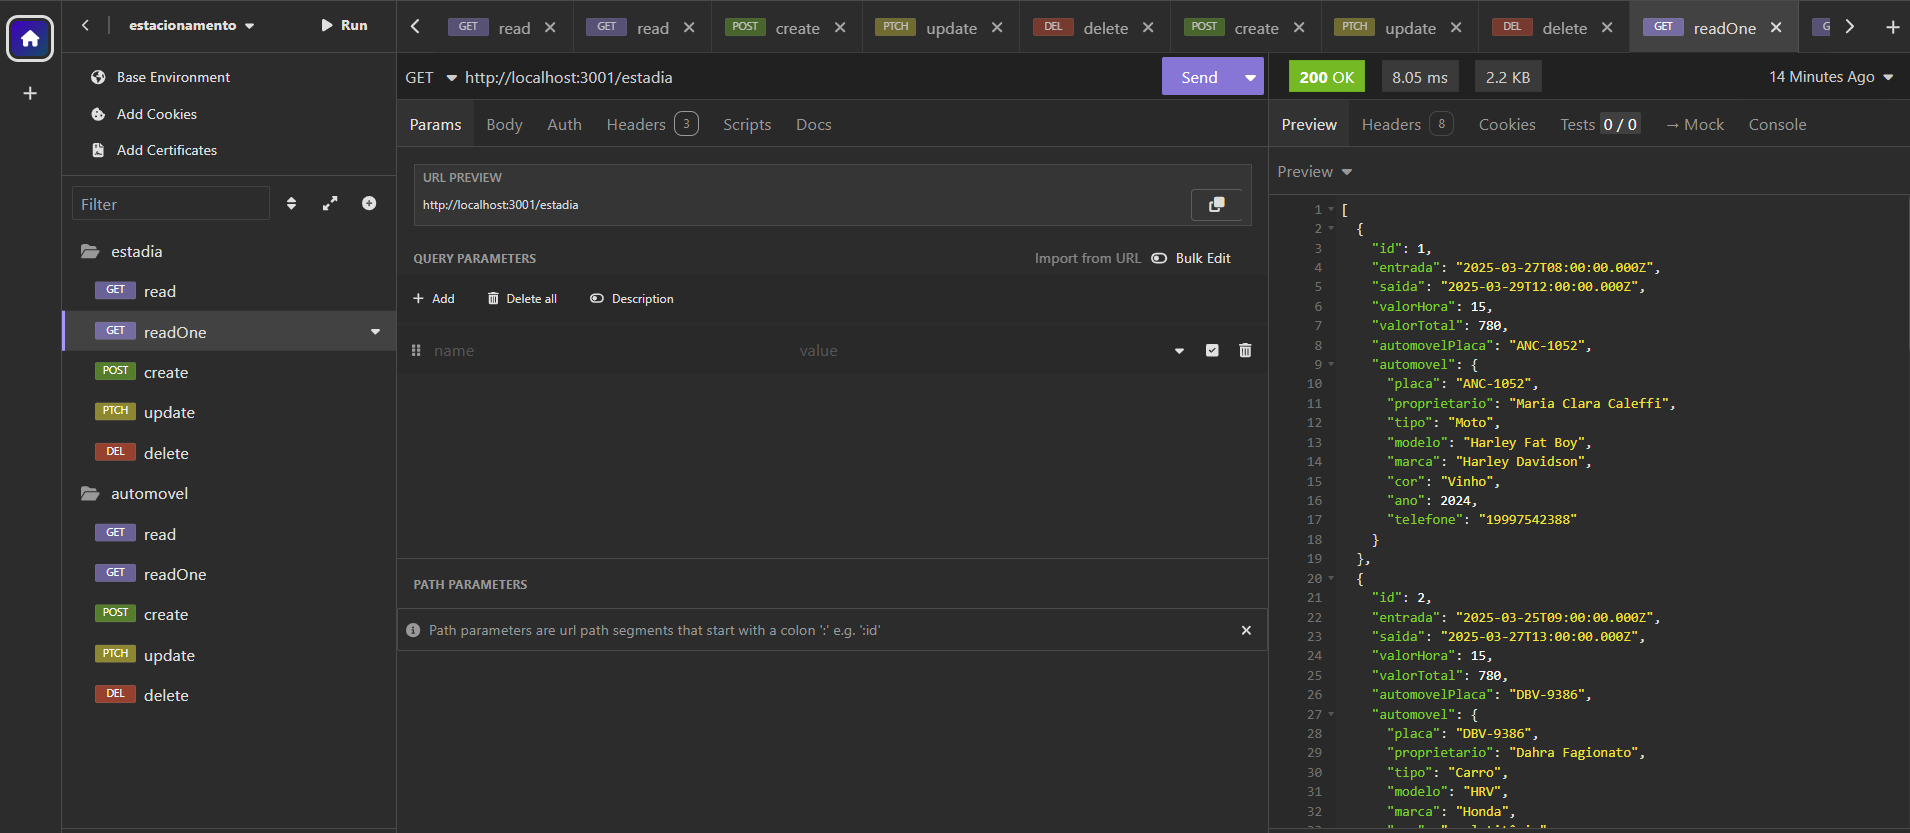 estacionamento
Run
Base Environment
Add Cookies
Add Certificates
Filter
estadia
GET read
GET readOne
POST create
PTCH update
DEL delete
automovel
GET read
GET readOne
POST create
PTCH update
DEL delete
GET read
GET read
POST create
PTCH update
DEL delete
POST create
PTCH update
DEL delete
GET readOne
GET http://localhost:3001/estadia
Send
Params Body Auth Headers 3 Scripts Docs
URL PREVIEW
http://localhost:3001/estadia
QUERY PARAMETERS
Import from URL Bulk Edit
Add Delete all Description
name value
PATH PARAMETERS
Path parameters are url path segments that start with a colon ':' e.g. ':id'
200 OK 8.05 ms 2.2 KB 14 Minutes Ago
Preview Headers 8 Cookies Tests 0 / 0 → Mock Console
Preview
1 [
2 {
3 "id": 1,
4 "entrada": "2025-03-27T08:00:00.000Z",
5 "saida": "2025-03-29T12:00:00.000Z",
6 "valorHora": 15,
7 "valorTotal": 780,
8 "automovelPlaca": "ANC-1052",
9 "automovel": {
10 "placa": "ANC-1052",
11 "proprietario": "Maria Clara Caleffi",
12 "tipo": "Moto",
13 "modelo": "Harley Fat Boy",
14 "marca": "Harley Davidson",
15 "cor": "Vinho",
16 "ano": 2024,
17 "telefone": "19997542388"
18 }
19 },
20 {
21 "id": 2,
22 "entrada": "2025-03-25T09:00:00.000Z",
23 "saida": "2025-03-27T13:00:00.000Z",
24 "valorHora": 15,
25 "valorTotal": 780,
26 "automovelPlaca": "DBV-9386",
27 "automovel": {
28 "placa": "DBV-9386",
29 "proprietario": "Dahra Fagionato",
30 "tipo": "Carro",
31 "modelo": "HRV",
32 "marca": "Honda",